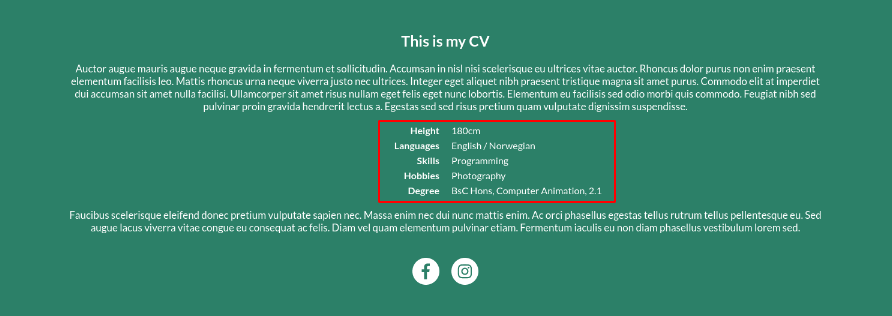 This is my CV
Auctor augue mauris augue neque gravida in fermentum et sollicitudin. Accumsan in nisl nisi scelerisque eu ultrices vitae auctor. Rhoncus dolor purus non enim praesent
elementum facilisis leo. Mattis rhoncus urna neque viverra justo nec ultrices. Integer eget aliquet nibh praesent tristique magna sit amet purus. Commodo elit at imperdiet
dui accumsan sit amet nulla facilisi. Ullamcorper sit amet risus nullam eget felis eget nunc lobortis. Elementum eu facilisis sed odio morbi quis commodo. Feugiat nibh sed
pulvinar proin gravida hendrerit lectus a. Egestas sed sed risus pretium quam vulputate dignissim suspendisse.
Height 180cm
Languages English / Norwegian
Skills Programming
Hobbies Photography
Degree BsC Hons, Computer Animation, 2.1
Faucibus scelerisque eleifend donec pretium vulputate sapien nec. Massa enim nec dui nunc mattis enim. Ac orci phasellus egestas tellus rutrum tellus pellentesque eu. Sed
augue lacus viverra vitae congue eu consequat ac felis. Diam vel quam elementum pulvinar etiam. Fermentum iaculis eu non diam phasellus vestibulum lorem sed.